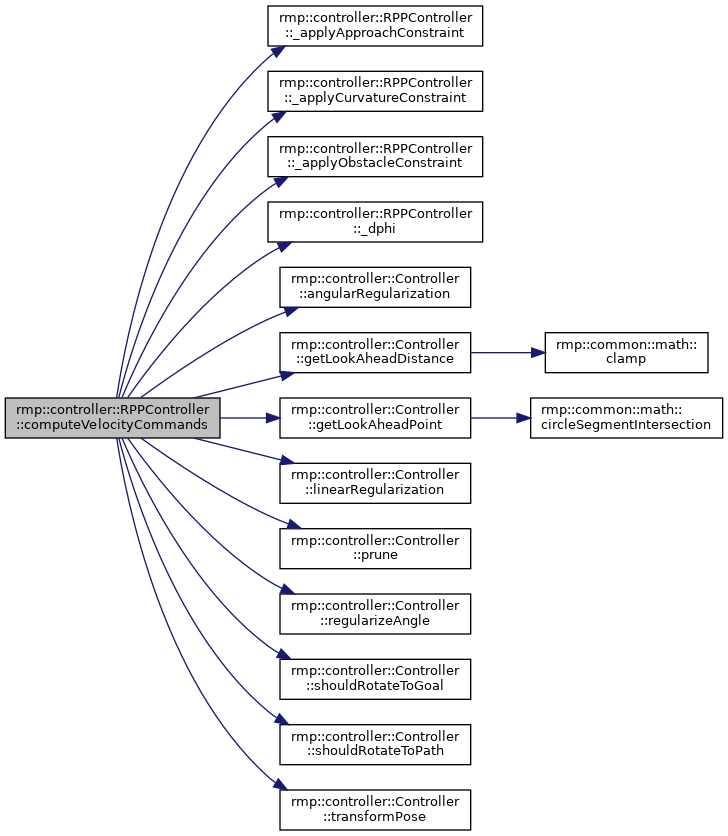 rmp::controller::RPPController
::_applyApproachConstraint
rmp::controller::RPPController
::_applyCurvatureConstraint
rmp::controller::RPPController
::_applyObstacleConstraint
rmp::controller::RPPController
::_dphi
rmp::controller::Controller
::angularRegularization
rmp::controller::Controller
::getLookAheadDistance
rmp::common::math::
clamp
rmp::controller::RPPController
::computeVelocityCommands
rmp::controller::Controller
::getLookAheadPoint
rmp::common::math::
circleSegmentIntersection
rmp::controller::Controller
::linearRegularization
rmp::controller::Controller
::prune
rmp::controller::Controller
::regularizeAngle
rmp::controller::Controller
::shouldRotateToGoal
rmp::controller::Controller
::shouldRotateToPath
rmp::controller::Controller
::transformPose